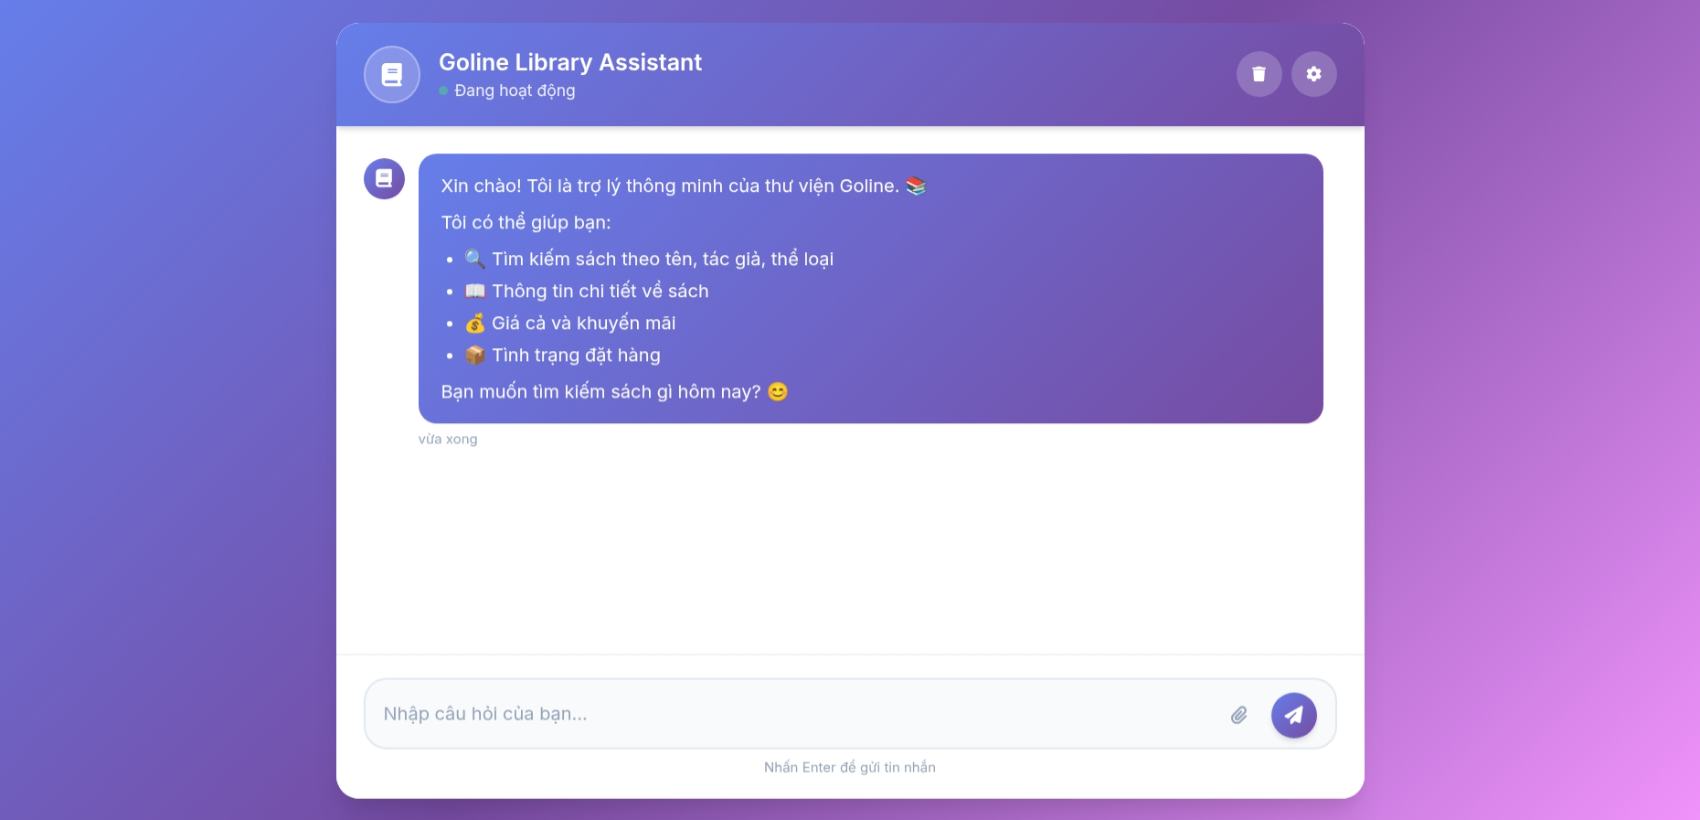 Goline Library Assistant
Đang hoạt động
Xin chào! Tôi là trợ lý thông minh của thư viện Goline. 📚
Tôi có thể giúp bạn:
• 🔍 Tìm kiếm sách theo tên, tác giả, thể loại
• 📖 Thông tin chi tiết về sách
• 💰 Giá cả và khuyến mãi
• 📦 Tình trạng đặt hàng
Bạn muốn tìm kiếm sách gì hôm nay? 😊
vừa xong
Nhập câu hỏi của bạn...
Nhấn Enter để gửi tin nhắn